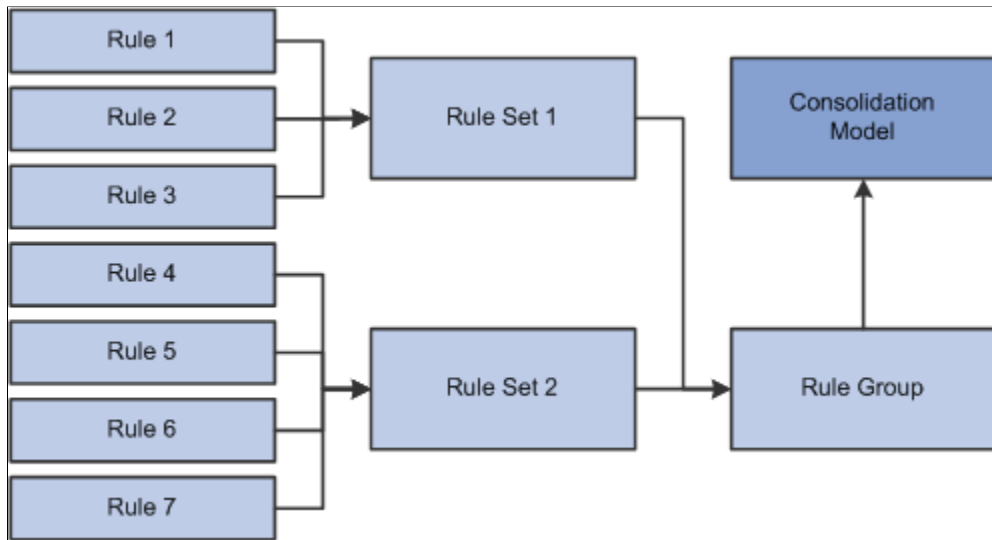 Rule 1
Rule 2
Rule 3
Rule 4
Rule 5
Rule 6
Rule 7
Rule Set 1
Rule Set 2
Consolidation
Model
Rule Group